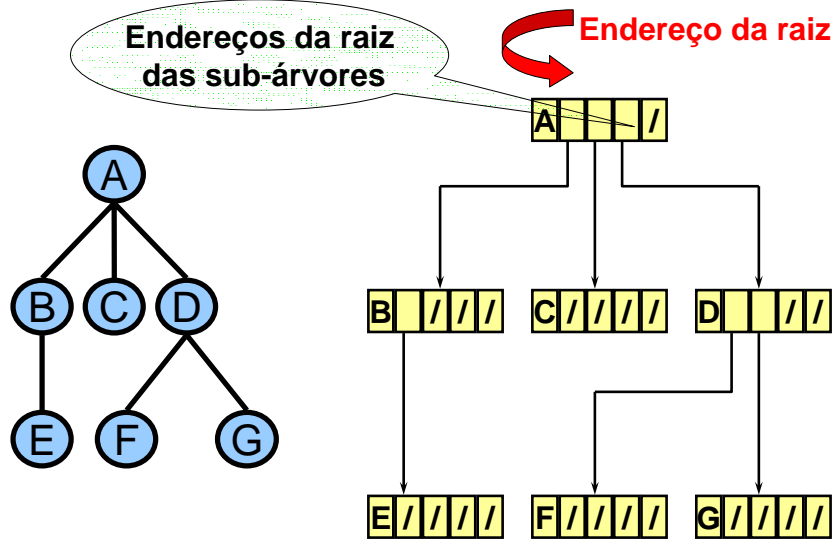 Endereços da raiz
das sub-árvores
Endereço da raiz
A /
A
B C D
B / / /
C / / / /
D / /
E F G
E / / / /
F / / / /
G / / / /